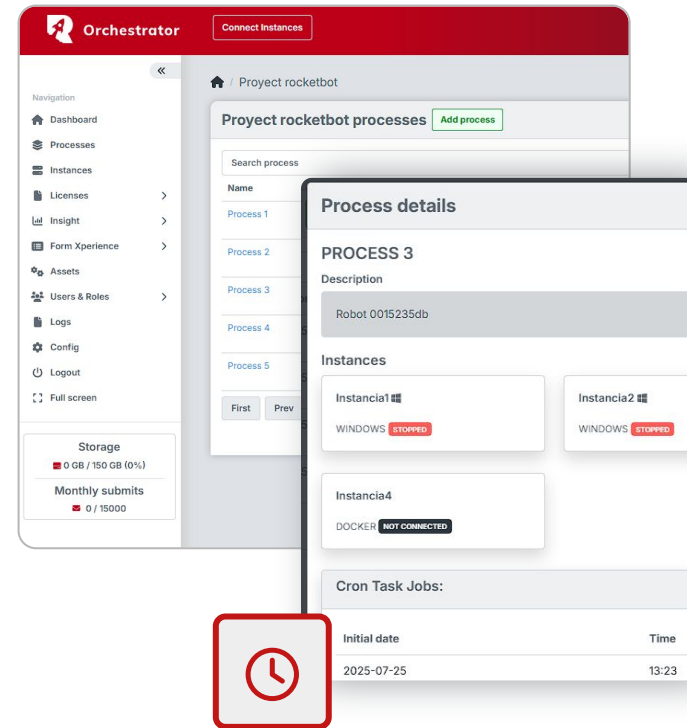 Orchestrator
Connect Instances
Navigation
Dashboard
Processes
Instances
Licenses
Insight
Form Xperience
Assets
Users & Roles
Logs
Config
Logout
Full screen
Storage
0 GB / 150 GB (0%)
Monthly submits
0 / 15000
/ Proyect rocketbot
Proyect rocketbot processes
Add process
Search process
Name
Process 1
Process 2
Process 3
Process 4
Process 5
First
Prev
Process details
PROCESS 3
Description
Robot 0015235db
Instances
Instancia1
WINDOWS STOPPED
Instancia2
WINDOWS STOPPED
Instancia4
DOCKER NOT CONNECTED
Cron Task Jobs:
Initial date Time
2025-07-25 13:23